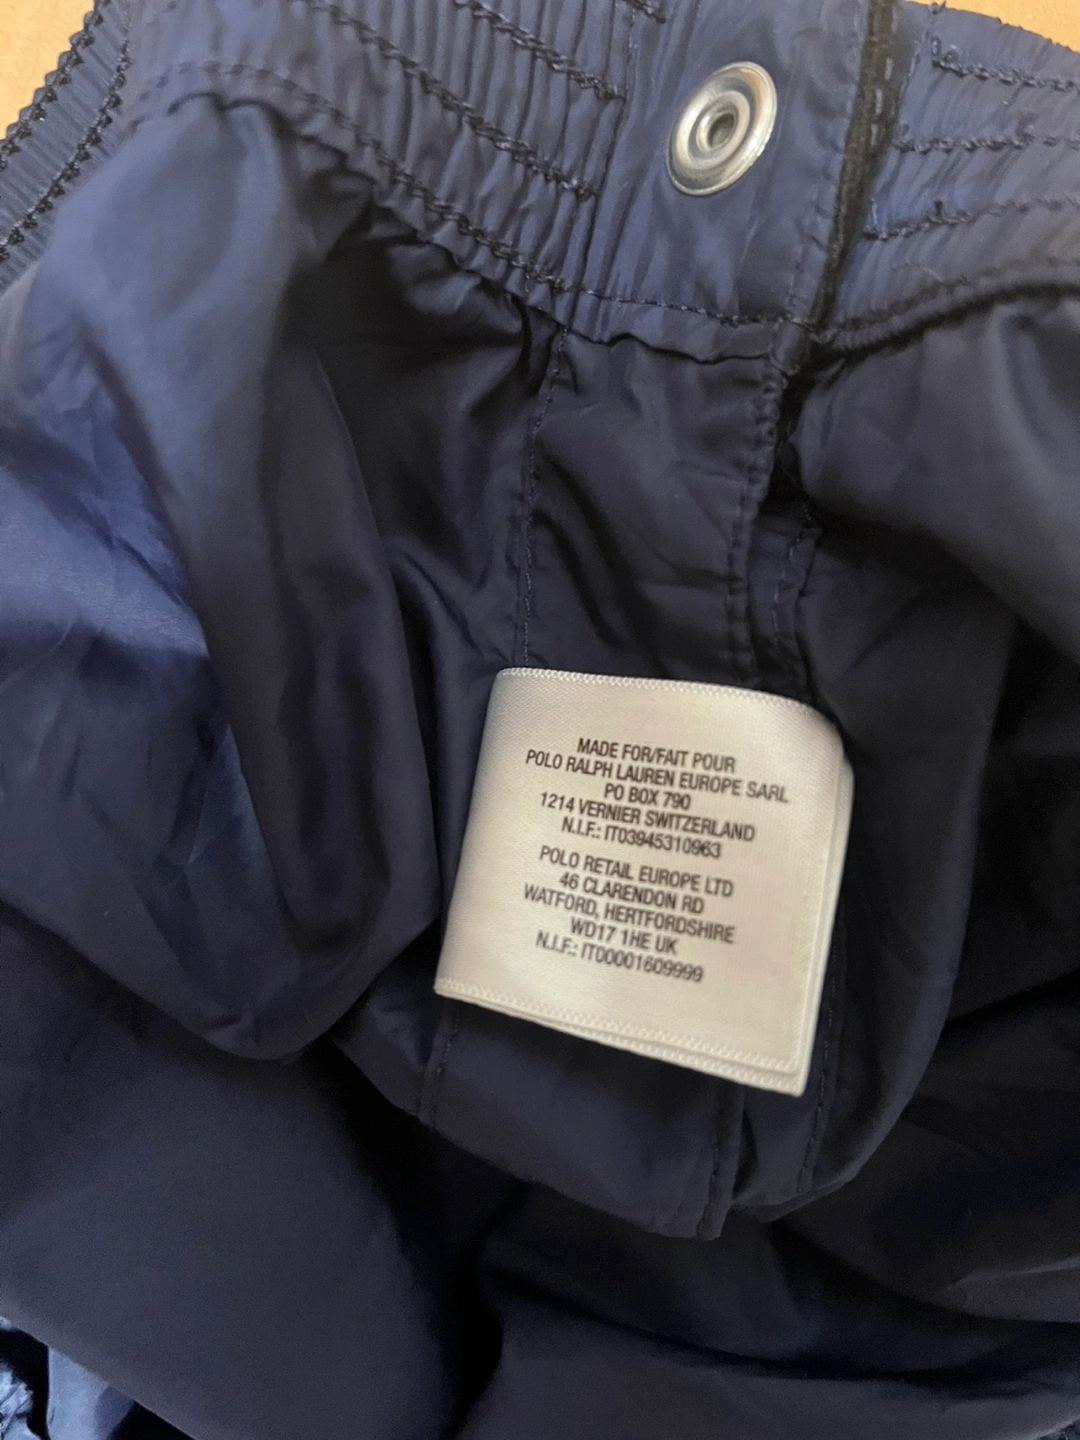 MADE FOR/FAIT POUR
POLO RALPH LAUREN EUROPE SARL
PO BOX 790
1214 VERNIER SWITZERLAND
N.I.F.: IT03945310963
POLO RETAIL EUROPE LTD
46 CLARENDON RD
WATFORD, HERTFORDSHIRE
WD17 1HE UK
N.I.F.: IT00001609999